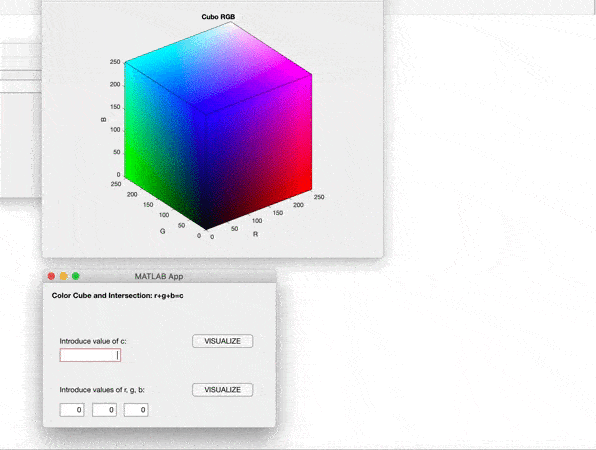 Cubo RGB
250
200
150
B
100
50
0
250
200
150
G
100
50
0
0
50
R
100
150
200
250
MATLAB App
Color Cube and Intersection: r+g+b=c
Introduce value of c:
VISUALIZE
Introduce values of r, g, b:
VISUALIZE
0 0 0